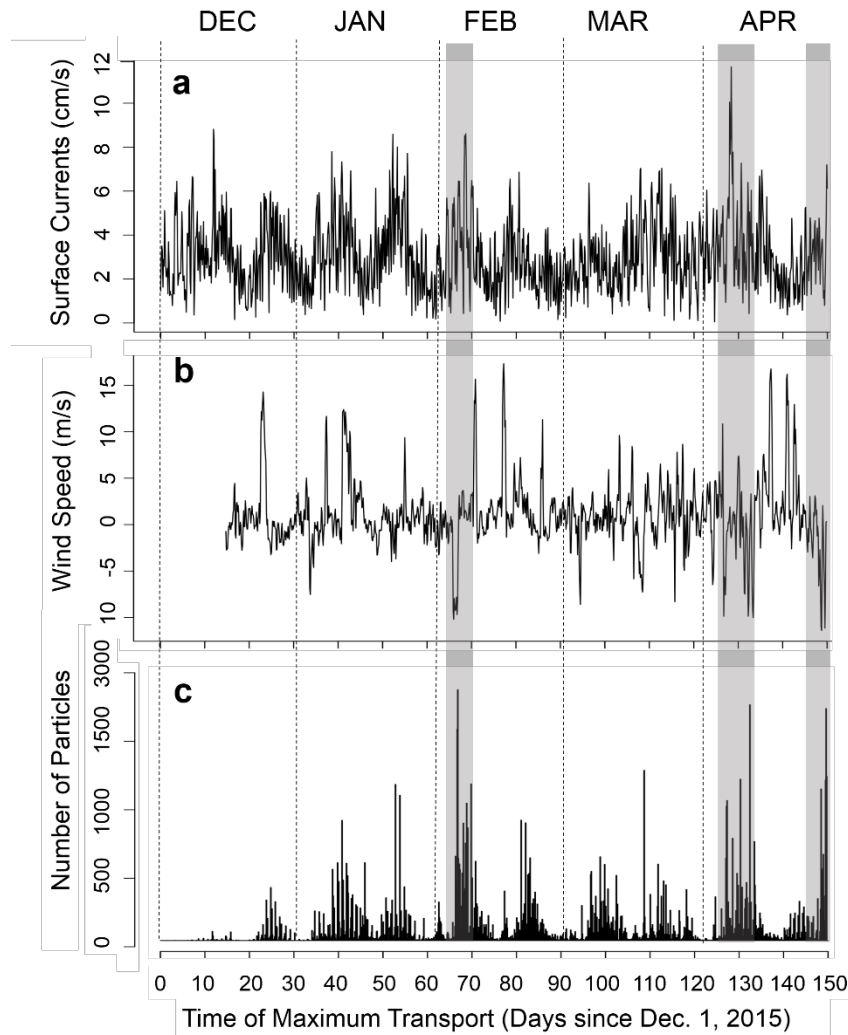 DEC JAN FEB MAR APR
a
Surface Currents (cm/s)
12
10
8
6
4
2
0
b
Wind Speed (m/s)
15
10
5
0
-5
10
c
Number of Particles
3000
1500
1000
500
0
0 10 20 30 40 50 60 70 80 90 100 110 120 130 140 150
Time of Maximum Transport (Days since Dec. 1, 2015)